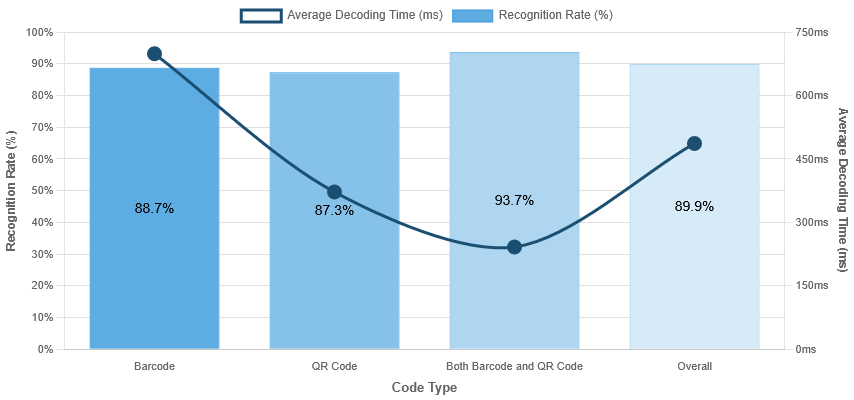 Average Decoding Time (ms) Recognition Rate (%)
100% 750ms
90%
80% 600ms
70%
60% 450ms
50%
40% 300ms
30%
20% 150ms
10%
0% 0ms
Recognition Rate (%)
Average Decoding Time (ms)
88.7% 87.3% 93.7% 89.9%
Barcode QR Code Both Barcode and QR Code Overall
Code Type